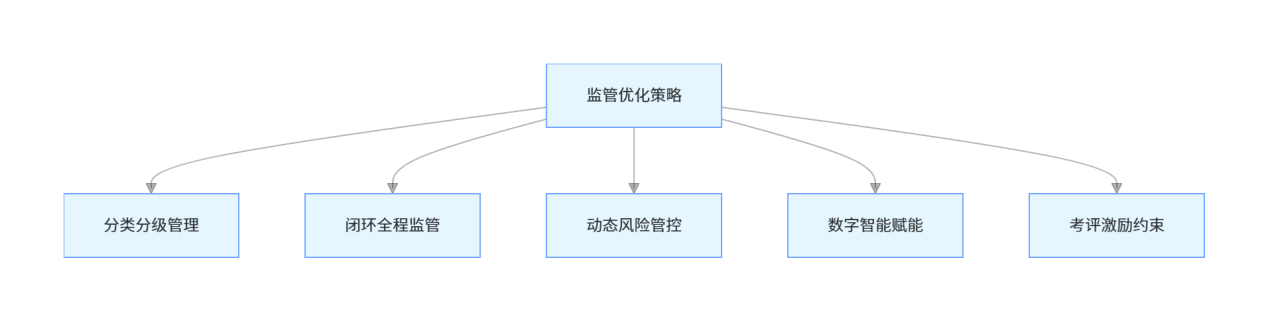 监管优化策略
分类分级管理
闭环全程监管
动态风险管控
数字智能赋能
考评激励约束